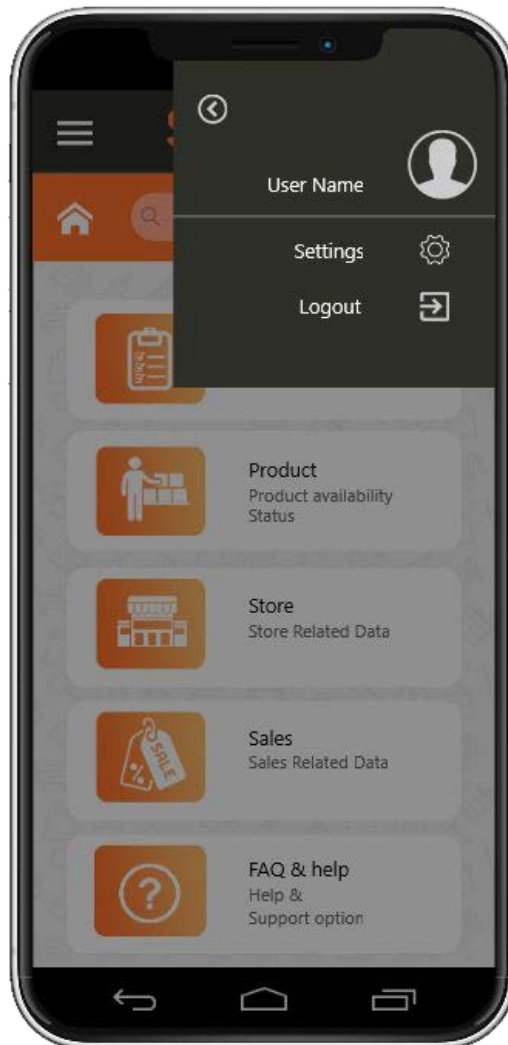 User Name
Settings
Logout
Product
Product availability
Status
Store
Store Related Data
SALE
%
Sales
Sales Related Data
?
FAQ & help
Help &
Support option